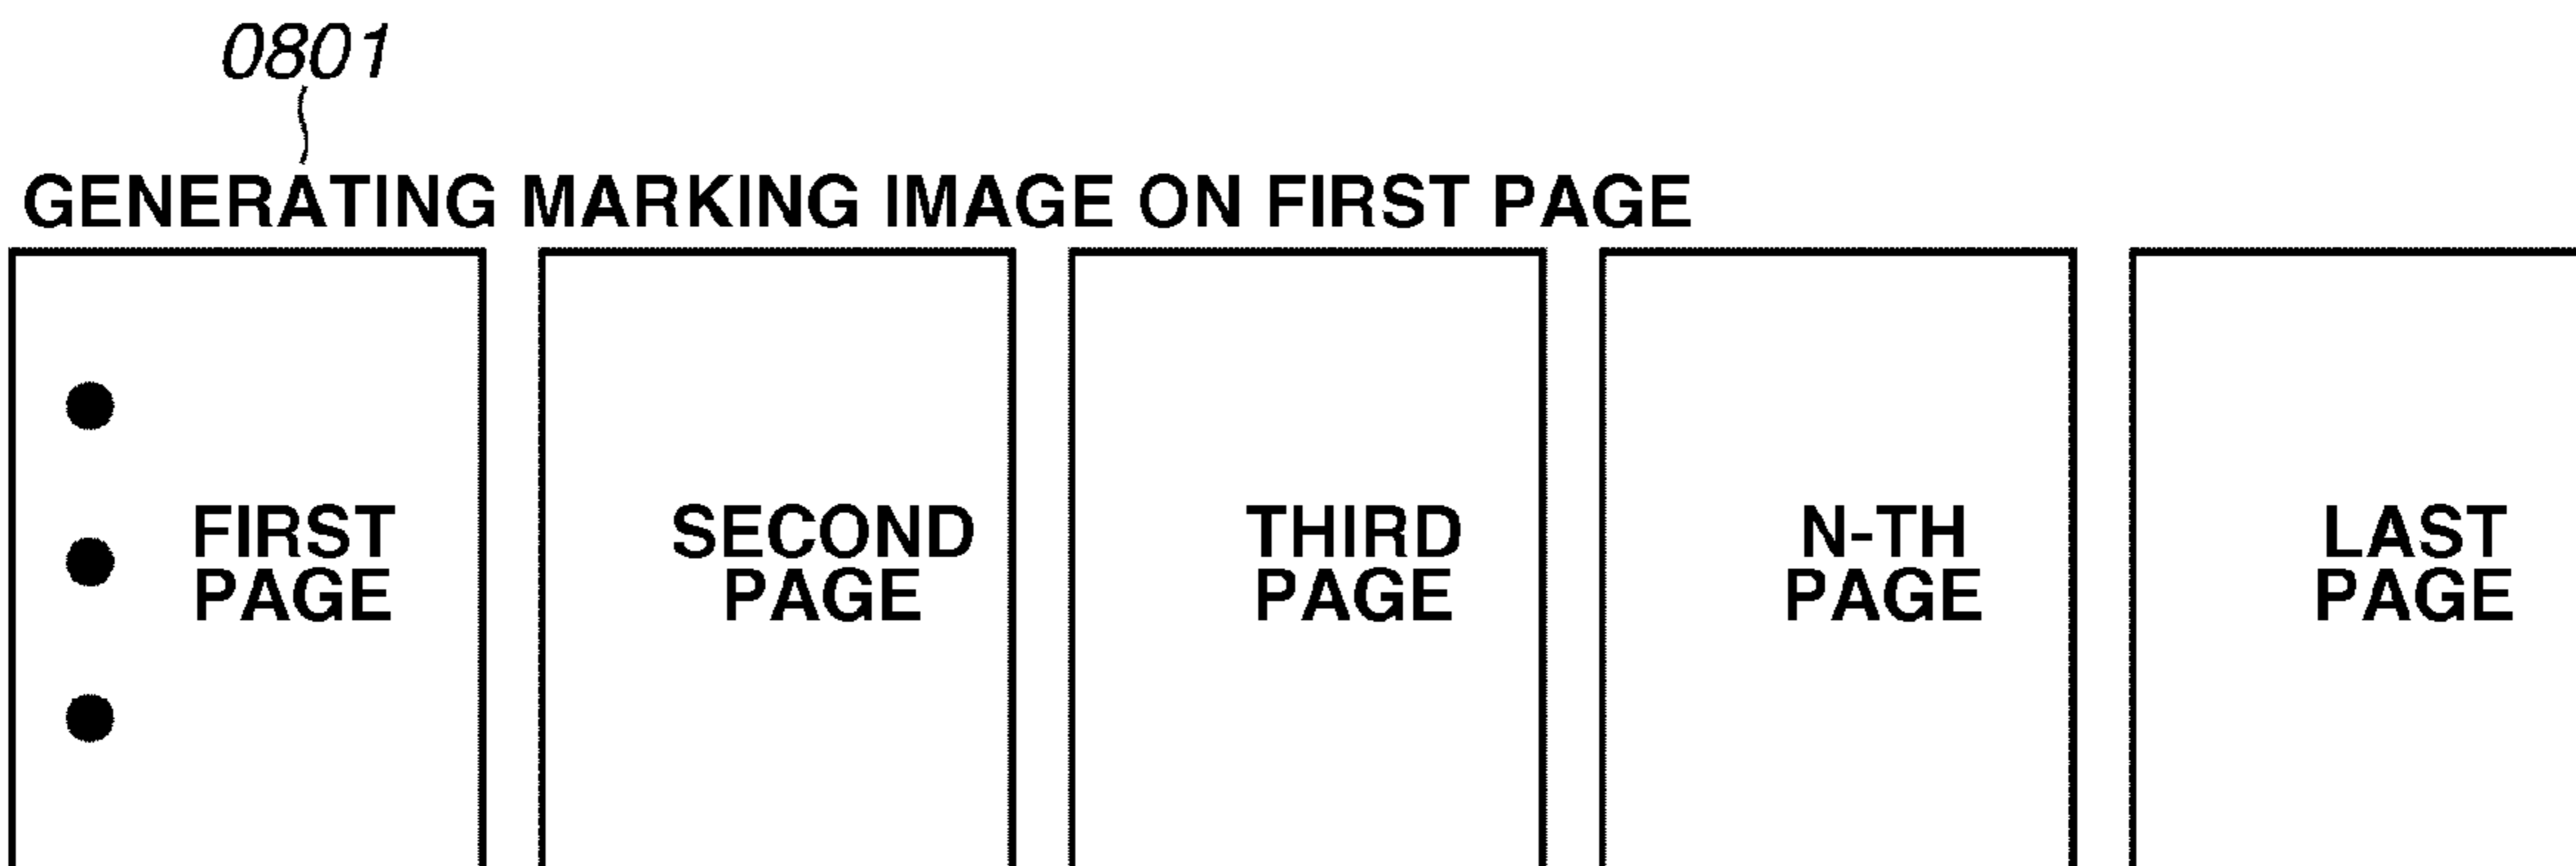 0801
GENERATING MARKING IMAGE ON FIRST PAGE
FIRST
PAGE
SECOND
PAGE
THIRD
PAGE
N-TH
PAGE
LAST
PAGE